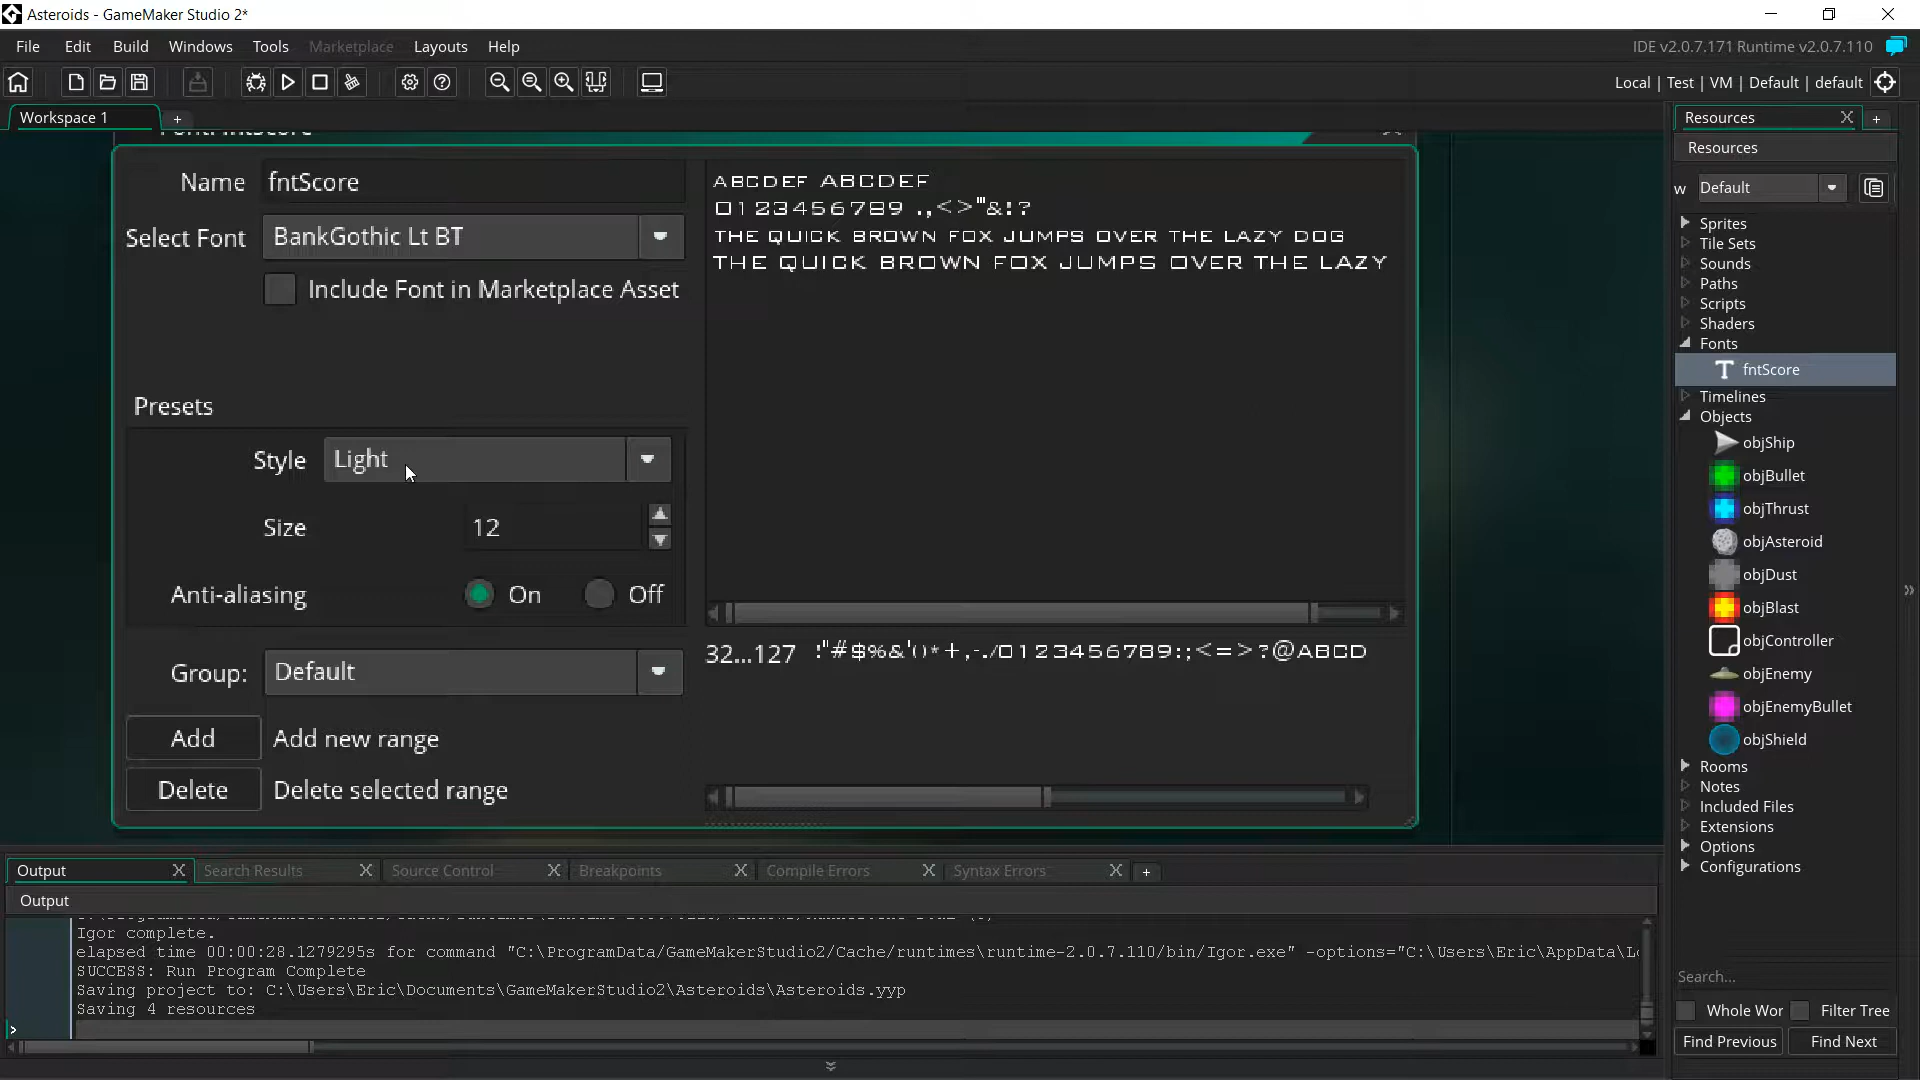 Asteroids - GameMaker Studio 2*
File Edit Build Windows Tools Marketplace Layouts Help
IDE v2.0.7.171 Runtime v2.0.7.110
Local | Test | VM | Default | default
Workspace 1
Name fntScore
Select Font BankGothic Lt BT
Include Font in Marketplace Asset
Presets
Style Light
Size 12
Anti-aliasing On Off
Group: Default
Add Add new range
Delete Delete selected range
ABCDEF ABCDEF
0123456789 .,<>"&!?
THE QUICK BROWN FOX JUMPS OVER THE LAZY DOG
THE QUICK BROWN FOX JUMPS OVER THE LAZY
32...127 !"#$%&'()*+,-./0123456789:;<=>?@ABCD
Resources
Resources
w Default
Sprites
Tile Sets
Sounds
Paths
Scripts
Shaders
Fonts
fntScore
Timelines
Objects
objShip
objBullet
objThrust
objAsteroid
objDust
objBlast
objController
objEnemy
objEnemyBullet
objShield
Rooms
Notes
Included Files
Extensions
Options
Configurations
Search...
Whole Wor Filter Tree
Find Previous Find Next
Output Search Results Source Control Breakpoints Compile Errors Syntax Errors
Output
Igor complete.
elapsed time 00:00:28.1279295s for command "C:\ProgramData/GameMakerStudio2/Cache/runtimes\runtime-2.0.7.110/bin/Igor.exe" -options="C:\Users\Eric\AppData\Lo
SUCCESS: Run Program Complete
Saving project to: C:\Users\Eric\Documents\GameMakerStudio2\Asteroids\Asteroids.yyp
Saving 4 resources
>